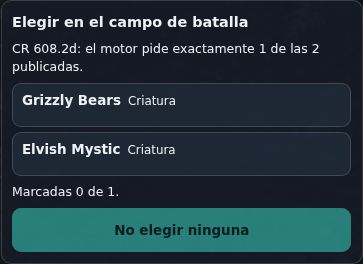 Elegir en el campo de batalla
CR 608.2d: el motor pide exactamente 1 de las 2
publicadas.
Grizzly Bears Criatura
Elvish Mystic Criatura
Marcadas 0 de 1.
No elegir ninguna